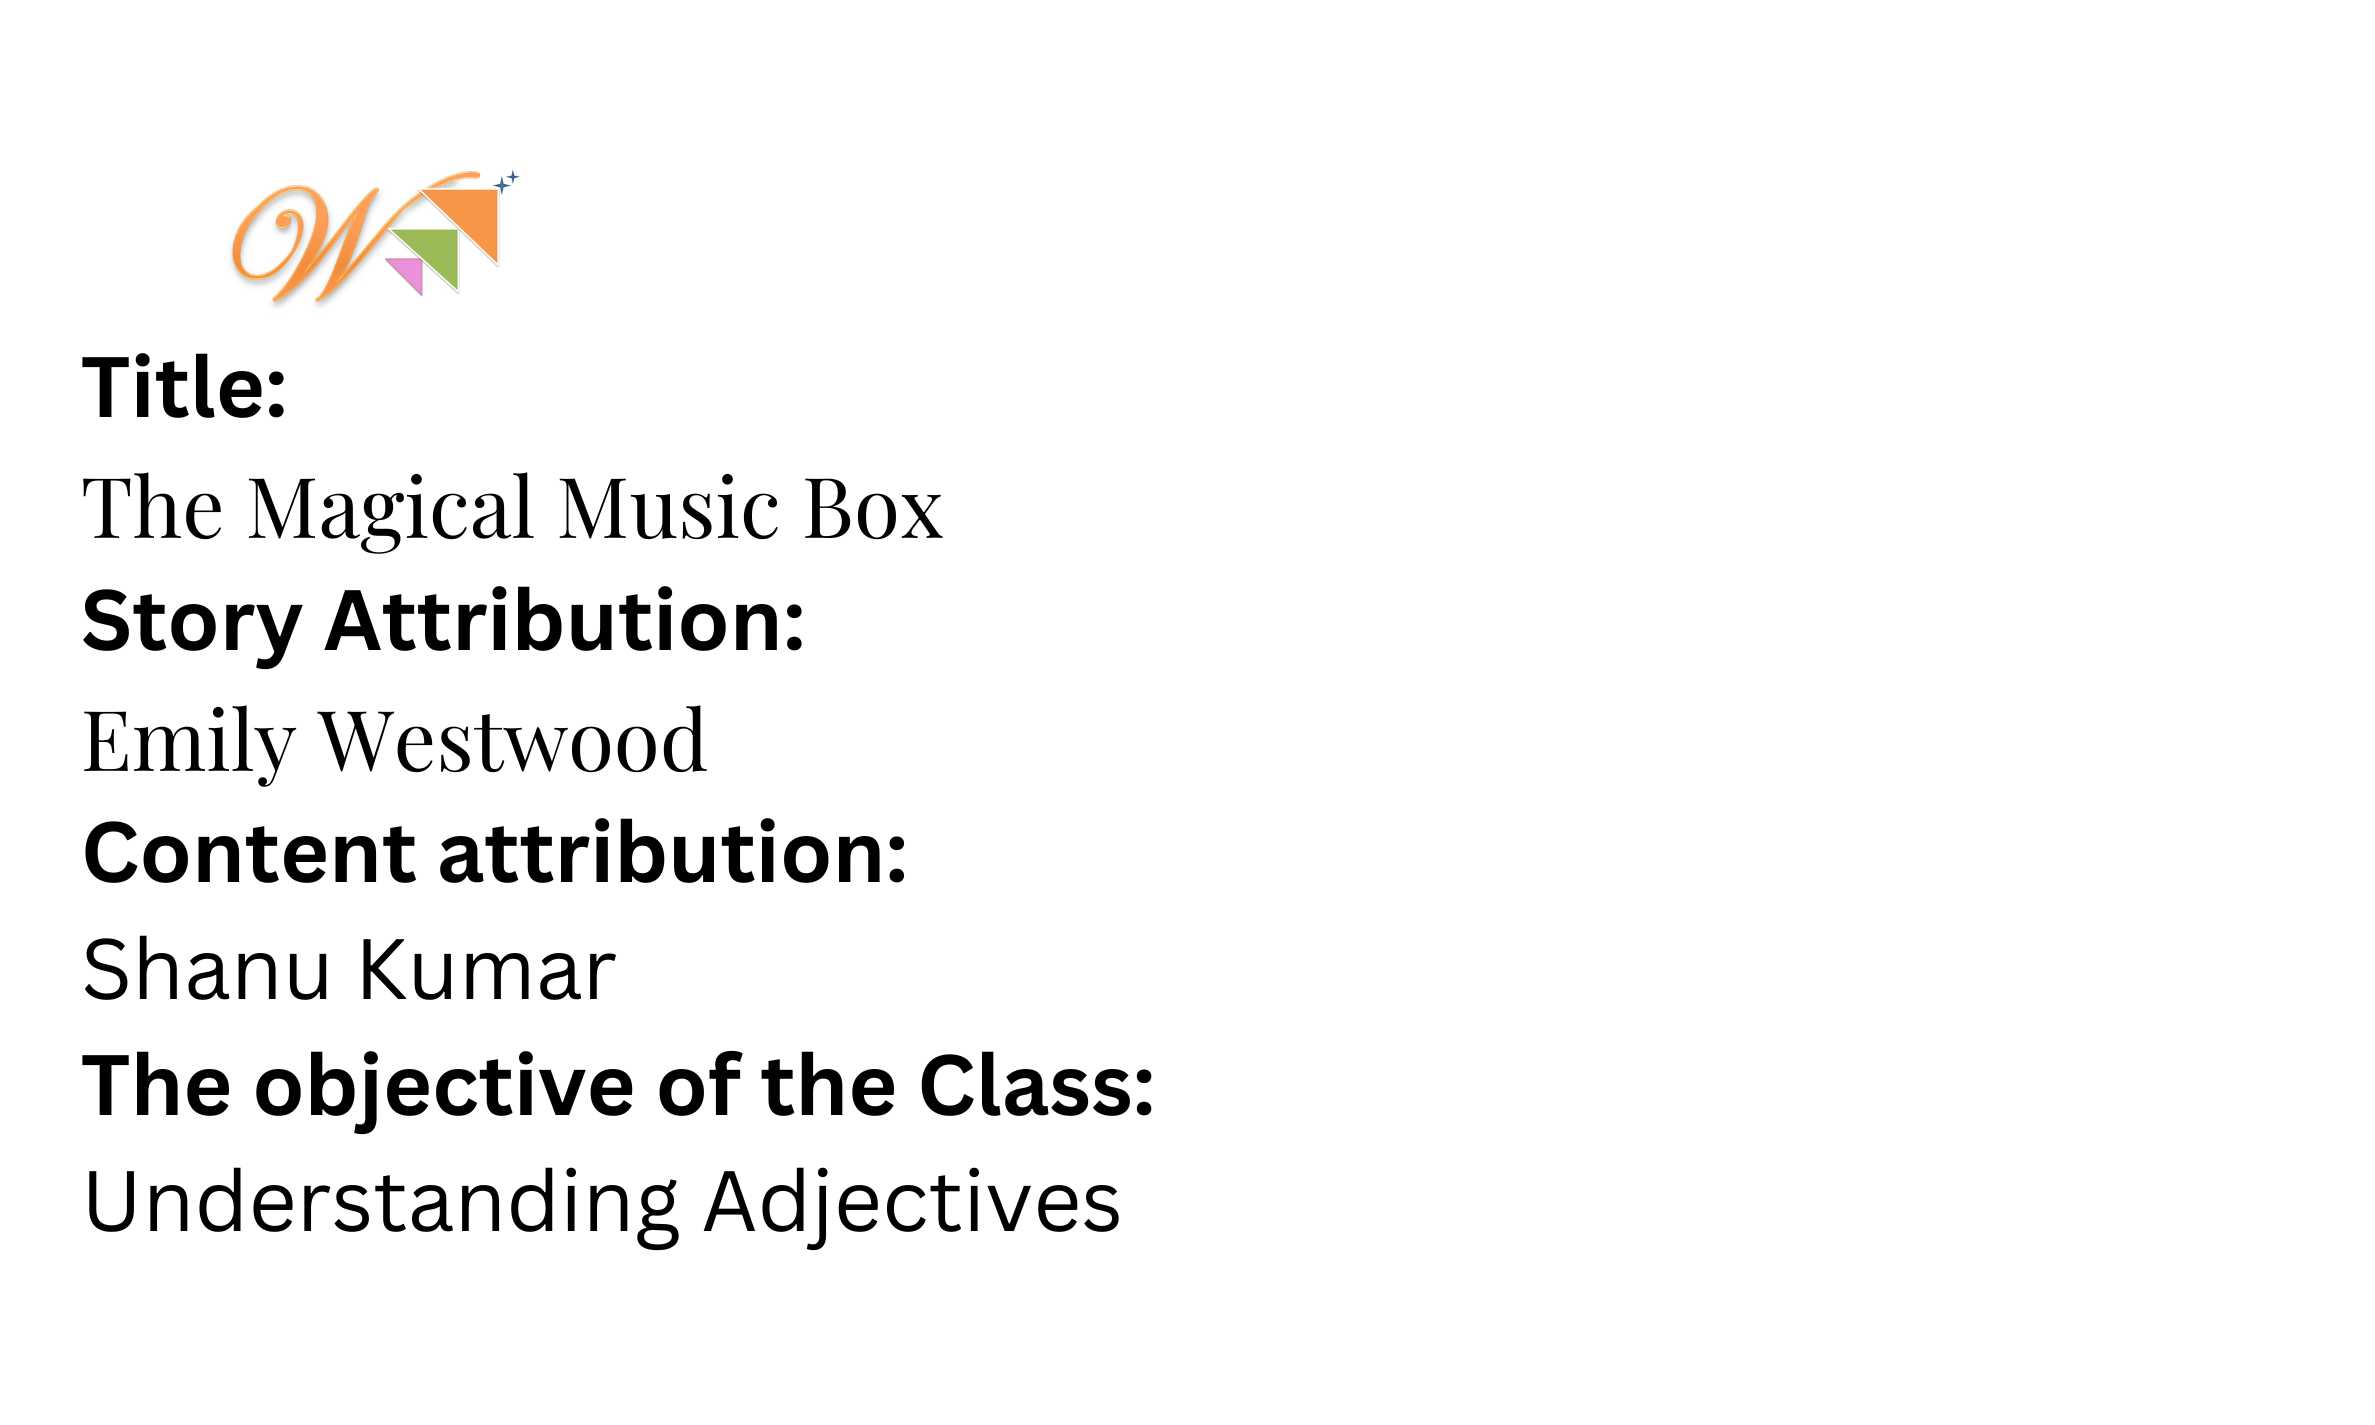 W
Title:
The Magical Music Box
Story Attribution:
Emily Westwood
Content attribution:
Shanu Kumar
The objective of the Class:
Understanding Adjectives